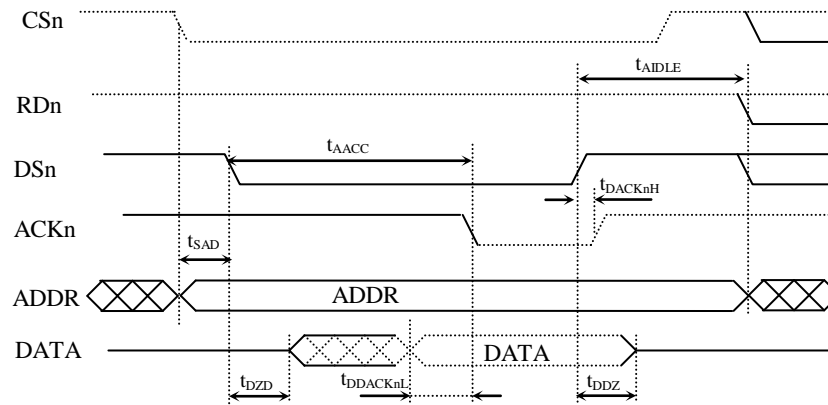 CSn
tAIDLE
RDn
tAACC
DSn
tDACKnH
ACKn
tSAD
ADDR ADDR
DATA DATA
tDZD tDDACKnL tDDZ